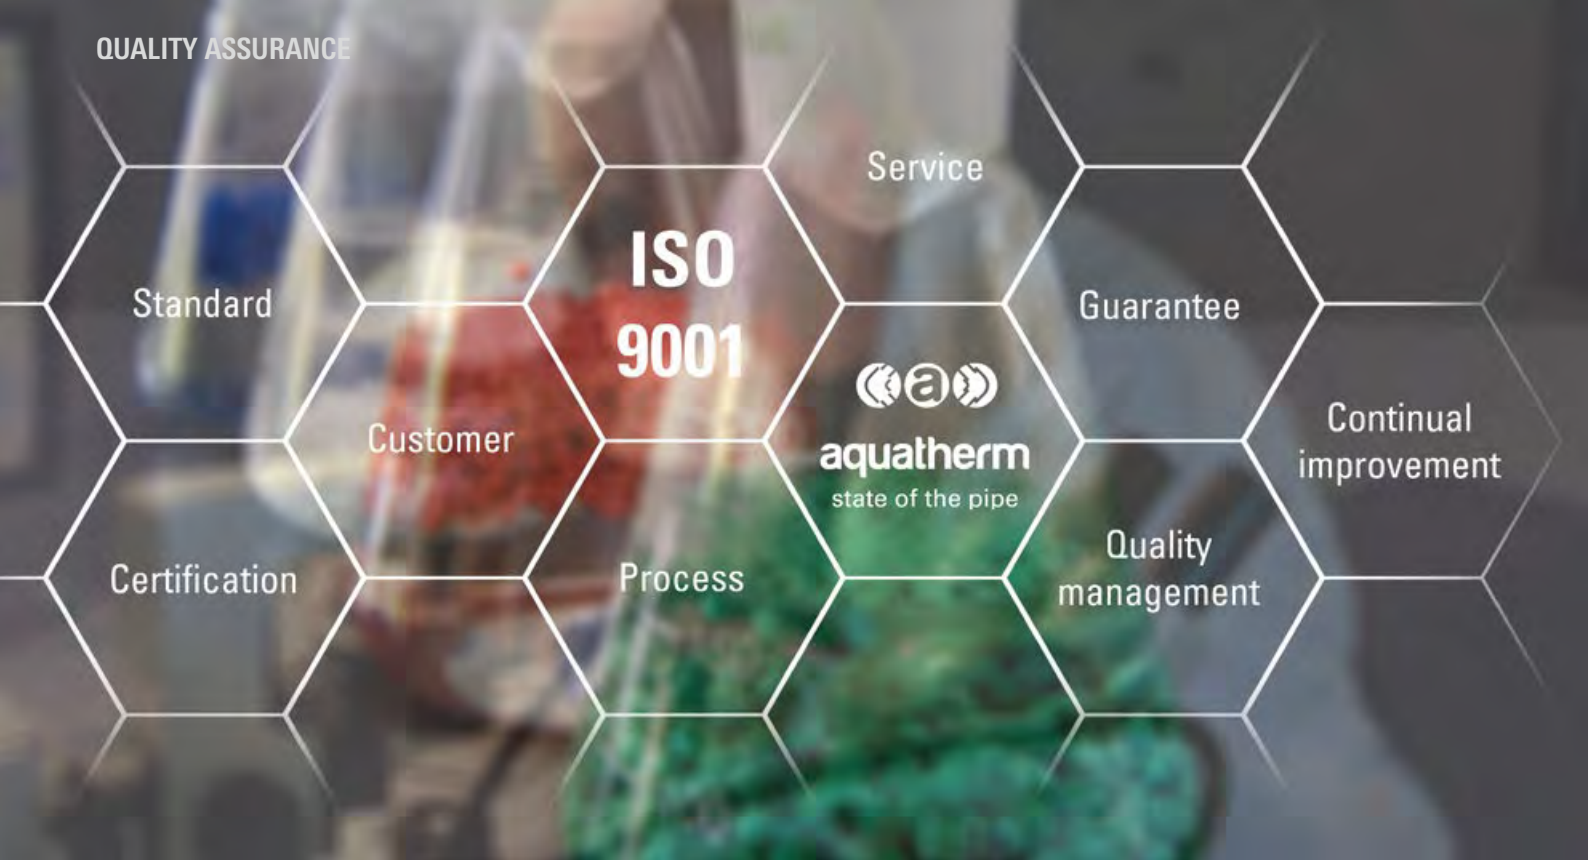 QUALITY ASSURANCE
Service
ISO
9001
Standard
Guarantee
Customer
aquatherm
state of the pipe
Continual
improvement
Certification
Process
Quality
management